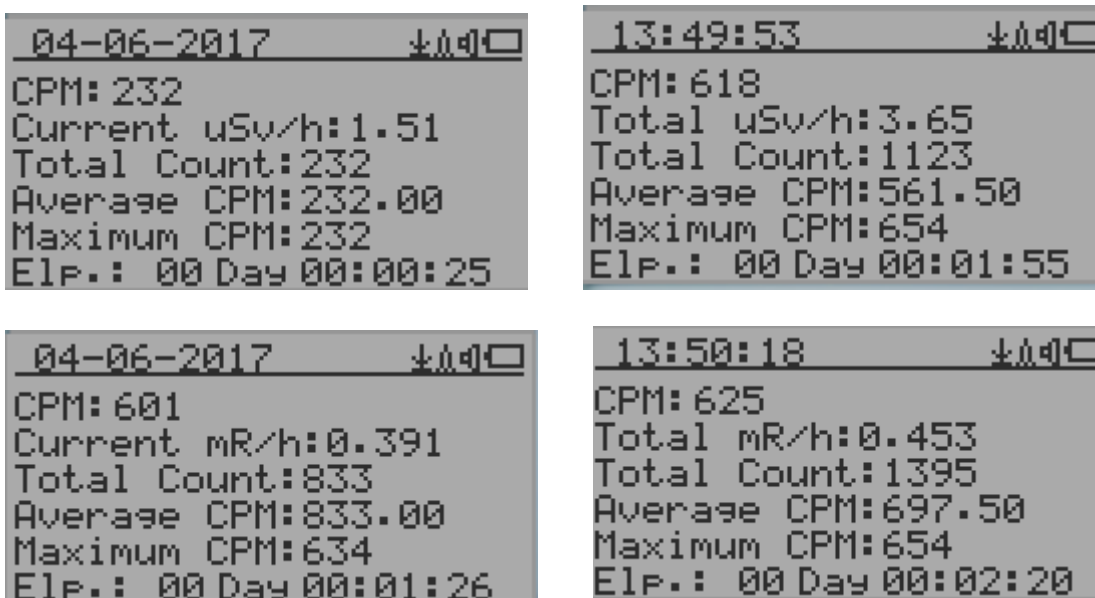 04-06-2017
CPM:232
Current uSv/h:1.51
Total Count:232
Average CPM:232.00
Maximum CPM:232
Elp.: 00 Day 00:00:25
13:49:53
CPM:618
Total uSv/h:3.65
Total Count:1123
Average CPM:561.50
Maximum CPM:654
Elp.: 00 Day 00:01:55
04-06-2017
CPM:601
Current mR/h:0.391
Total Count:833
Average CPM:833.00
Maximum CPM:634
Elp.: 00 Day 00:01:26
13:50:18
CPM:625
Total mR/h:0.453
Total Count:1395
Average CPM:697.50
Maximum CPM:654
Elp.: 00 Day 00:02:20